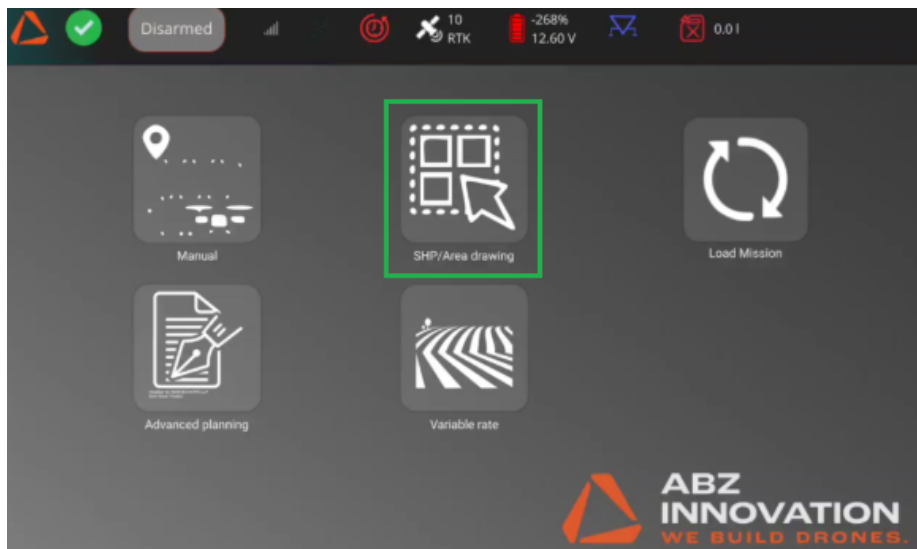 Disarmed
10
RTK
-268%
12.60 V
0.0 l
Manual
SHP/Area drawing
Load Mission
Advanced planning
Variable rate
ABZ
INNOVATION
WE BUILD DRONES.